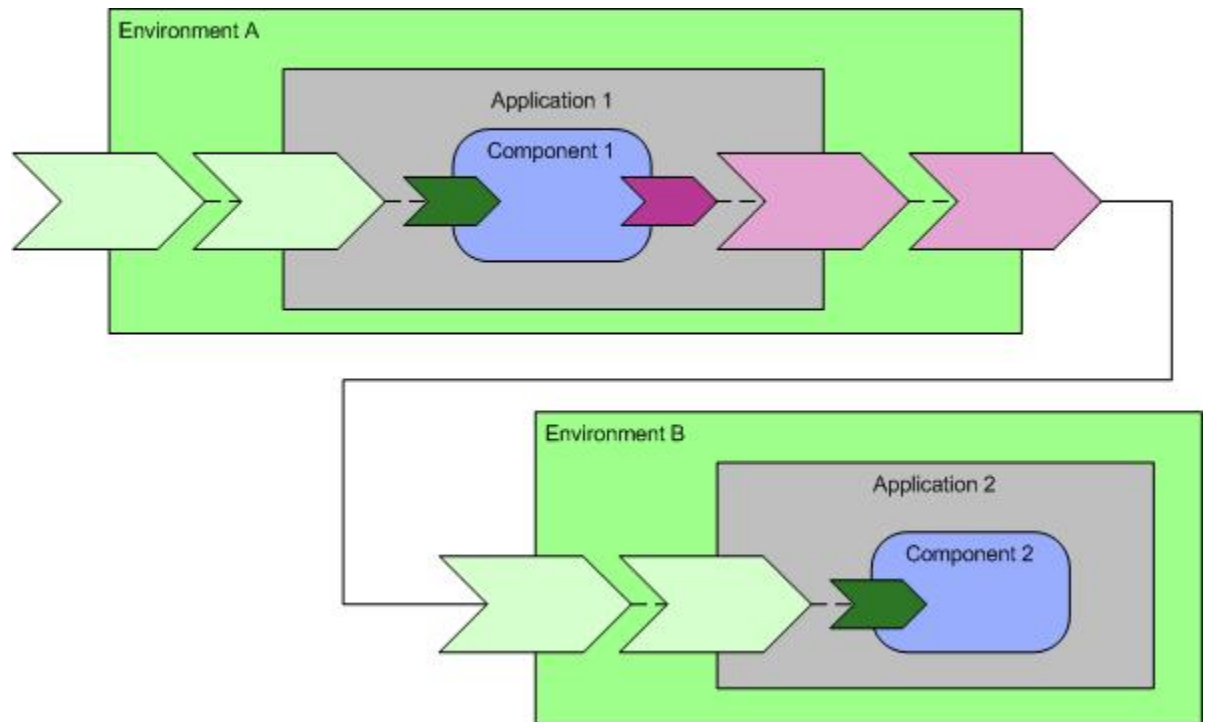 Environment A
Application 1
Component 1
Environment B
Application 2
Component 2